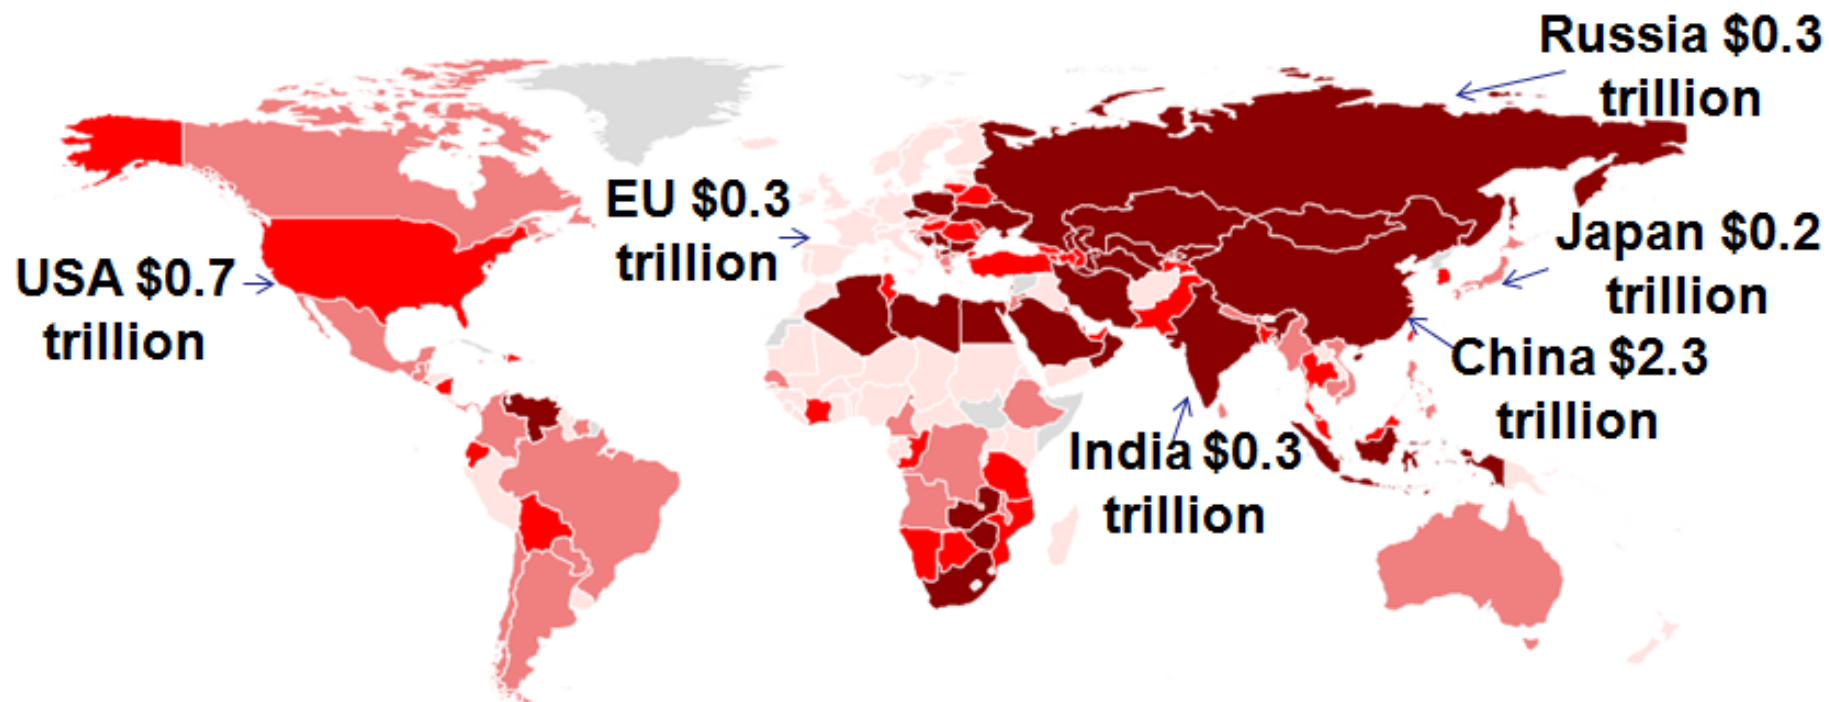 Russia $0.3
trillion
EU $0.3
trillion
Japan $0.2
trillion
USA $0.7
trillion
China $2.3
trillion
India $0.3
trillion